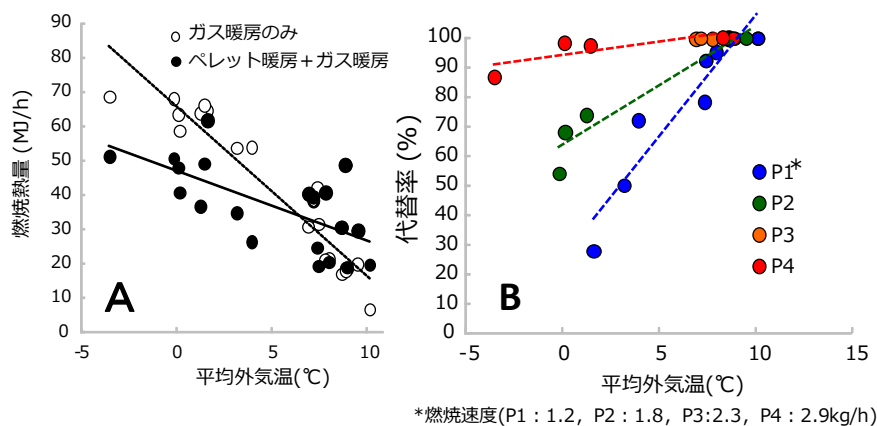 ガス暖房のみ
ペレット暖房＋ガス暖房
燃焼熱量 (MJ/h)
90
80
70
60
50
40
30
20
10
0
-5
0
5
10
平均外気温(℃)
A
代替率 (%)
100
90
80
70
60
50
40
30
20
10
0
-5
0
5
10
15
平均外気温(℃)
B
P1*
P2
P3
P4
*燃焼速度(P1：1.2，P2：1.8，P3:2.3，P4：2.9kg/h)